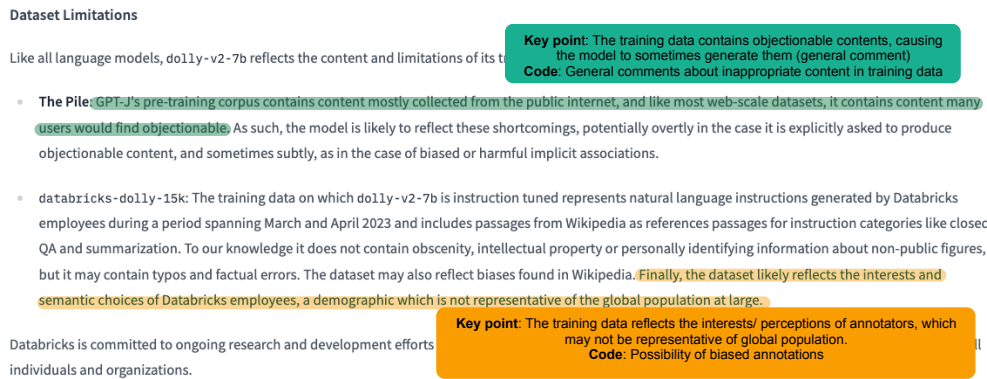 Dataset Limitations
Key point: The training data contains objectionable contents, causing
the model to sometimes generate them (general comment)
Code: General comments about inappropriate content in training data
Like all language models, dolly-v2-7b reflects the content and limitations of its
The Pile: GPT-J's pre-training corpus contains content mostly collected from the public internet, and like most web-scale datasets, it contains content many
users would find objectionable. As such, the model is likely to reflect these shortcomings, potentially overtly in the case it is explicitly asked to produce
objectionable content, and sometimes subtly, as in the case of biased or harmful implicit associations.
databricks-dolly-15k: The training data on which dolly-v2-7b is instruction tuned represents natural language instructions generated by Databricks
employees during a period spanning March and April 2023 and includes passages from Wikipedia as references passages for instruction categories like closed
QA and summarization. To our knowledge it does not contain obscenity, intellectual property or personally identifying information about non-public figures,
but it may contain typos and factual errors. The dataset may also reflect biases found in Wikipedia. Finally, the dataset likely reflects the interests and
semantic choices of Databricks employees, a demographic which is not representative of the global population at large.
Key point: The training data reflects the interests/ perceptions of annotators, which
may not be representative of global population.
Code: Possibility of biased annotations
Databricks is committed to ongoing research and development efforts
individuals and organizations.